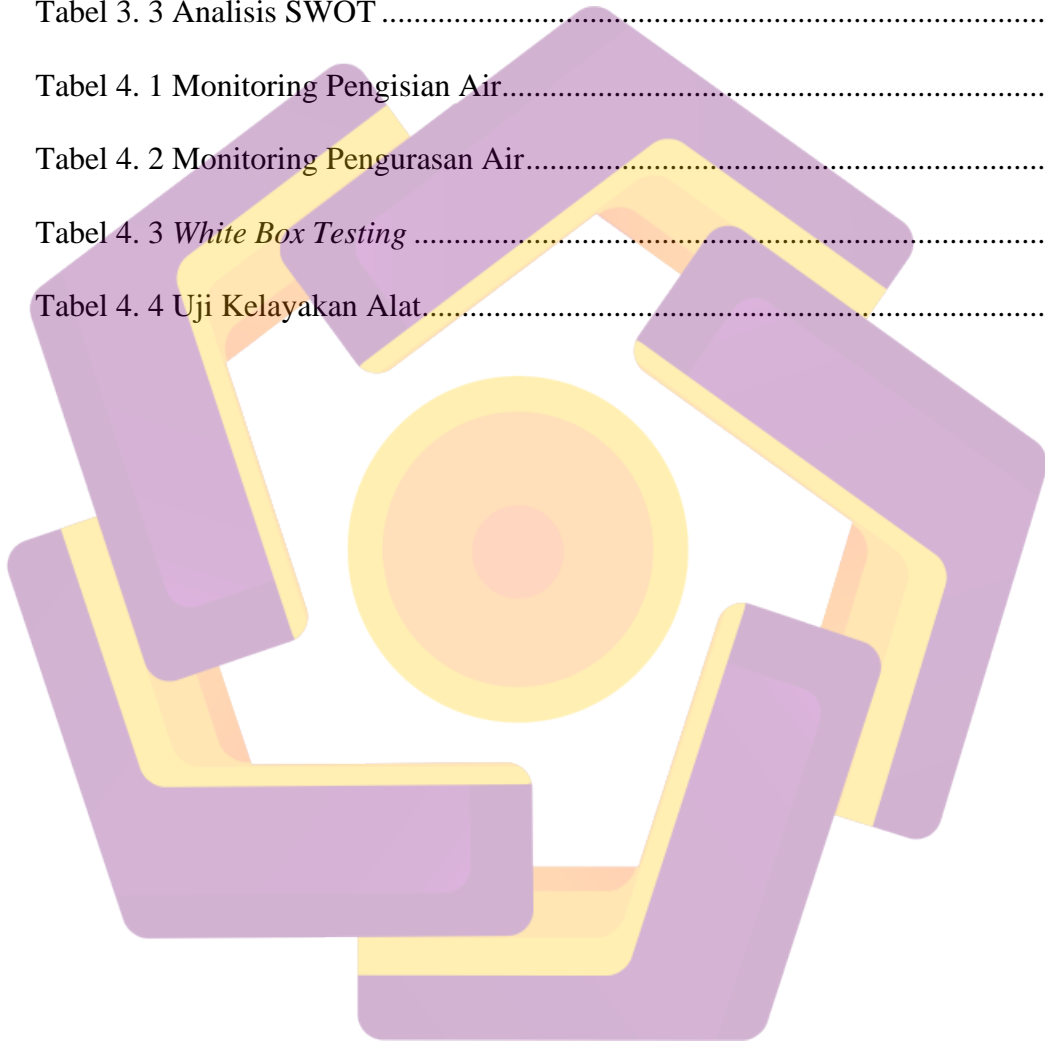 Tabel 3. 3 Analisis SWOT ....................................................................................
Tabel 4. 1 Monitoring Pengisian Air....................................................................
Tabel 4. 2 Monitoring Pengurasan Air.................................................................
Tabel 4. 3 White Box Testing ................................................................................
Tabel 4. 4 Uji Kelayakan Alat...............................................................................